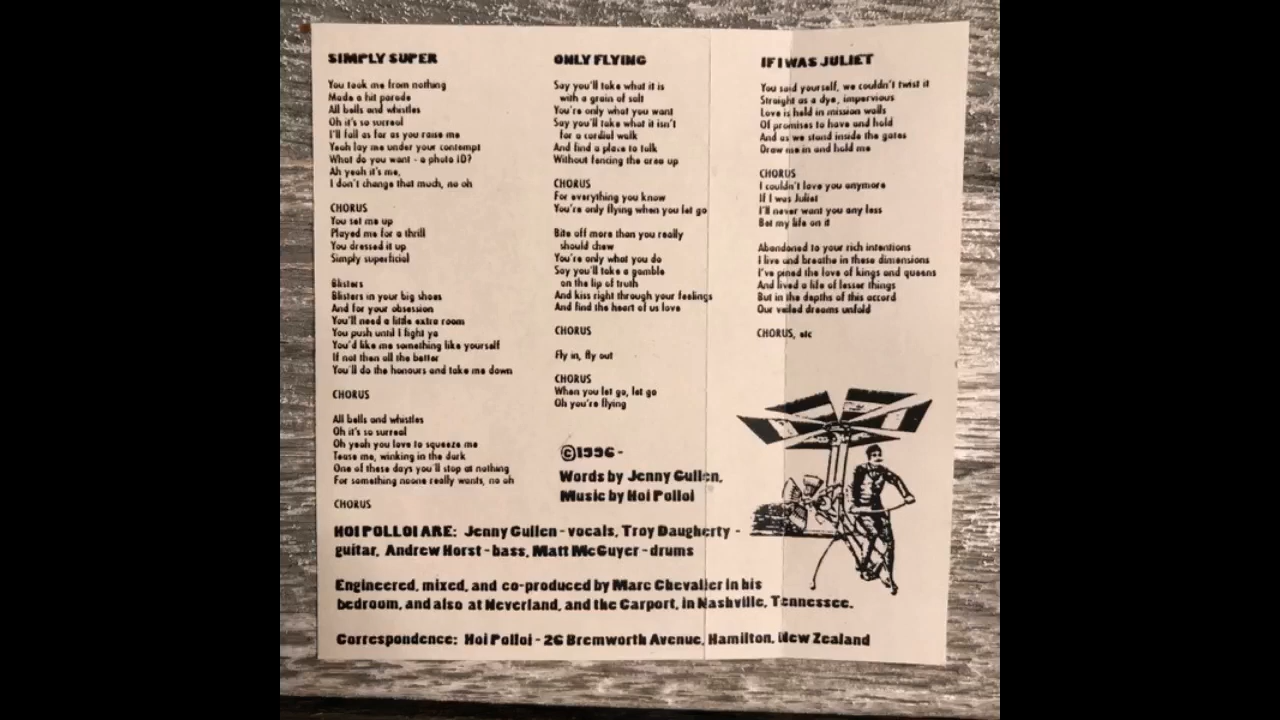 SIMPLY SUPER
You took me from nothing
Made a hit parade
All bells and whistles
Oh it's so surreal
I'll fall as far as you raise me
Yeah lay me under your contempt
What do you want - a photo ID?
Ah yeah it's me,
I don't change that much, no oh
CHORUS
You set me up
Played me for a thrill
You dressed it up
Simply superficial
Blisters
Blisters in your big shoes
And for your obsession
You'll need a little extra room
You push until I fight ya
You'd like me something like yourself
If not then all the better
You'll do the honours and take me down
CHORUS
All bells and whistles
Oh it's so surreal
Oh yeah you love to squeeze me
Tease me, winking in the dark
One of these days you'll stop at nothing
For something noone really wants, no oh
CHORUS
ONLY FLYING
Say you'll take what it is
with a grain of salt
You're only what you want
Say you'll take what it isn't
for a cordial walk
And find a place to talk
Without fencing the area up
CHORUS
For everything you know
You're only flying when you let go
Bite off more than you really
should chew
You're only what you do
Say you'll take a gamble
on the lip of truth
And kiss right through your feelings
And find the heart of us love
CHORUS
Fly in, fly out
CHORUS
When you let go, let go
Oh you're flying
©1996 -
Words by Jenny Gullen,
Music by Hoi Polloi
IF I WAS JULIET
You said yourself, we couldn't twist it
Straight as a dye, impervious
Love is held in mission walls
Of promises to have and hold
And as we stand inside the gates
Draw me in and hold me
CHORUS
I couldn't love you anymore
If I was Juliet
I'll never want you any less
Bet my life on it
Abandoned to your rich intentions
I live and breathe in these dimensions
I've pined the love of kings and queens
And lived a life of lesser things
But in the depths of this accord
Our veiled dreams unfold
CHORUS, etc
HOI POLLOI ARE: Jenny Gullen - vocals, Troy Daugherty -
guitar, Andrew Horst - bass, Matt McGuyer - drums
Engineered, mixed, and co-produced by Marc Chevalier in his
bedroom, and also at Neverland, and the Carport, in Nashville, Tennessee.
Correspondence: Hoi Polloi - 26 Bremworth Avenue, Hamilton, New Zealand